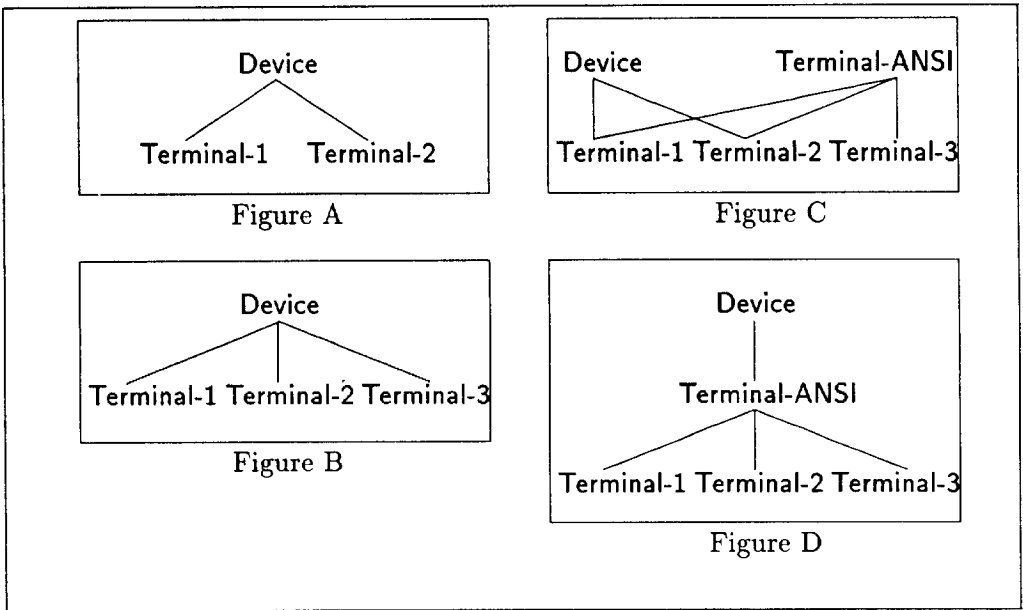 Device
Terminal-1 Terminal-2
Figure A
Device Terminal-ANSI
Terminal-1 Terminal-2 Terminal-3
Figure C
Device
Terminal-1 Terminal-2 Terminal-3
Figure B
Device
Terminal-ANSI
Terminal-1 Terminal-2 Terminal-3
Figure D